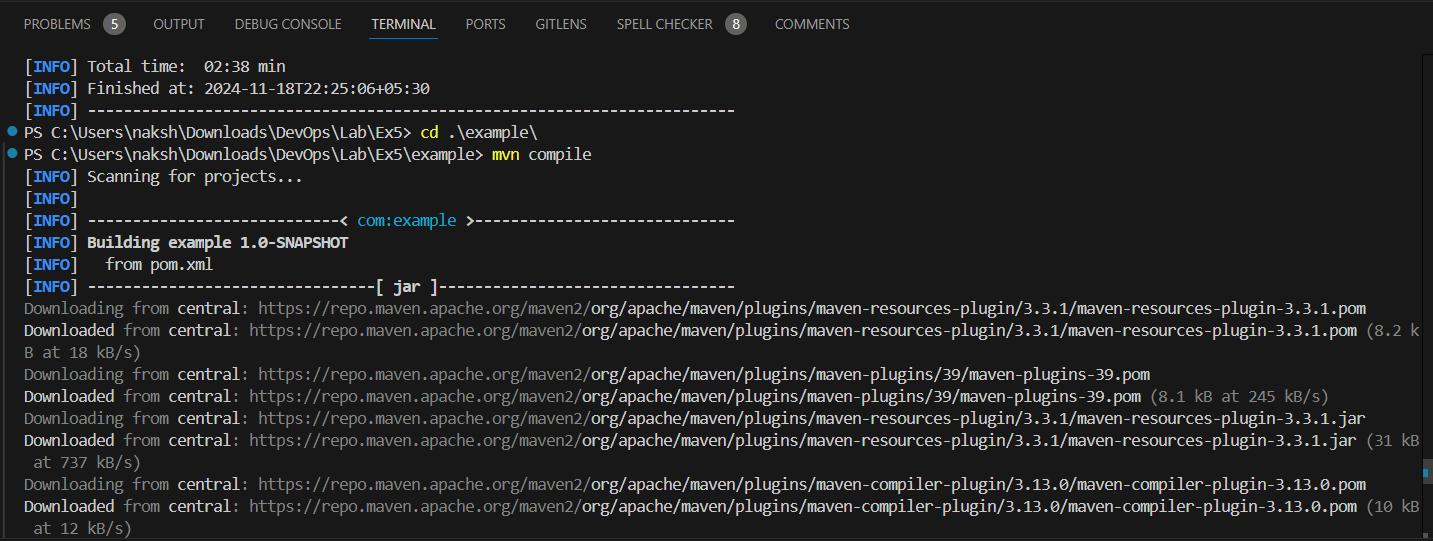 PROBLEMS 5 OUTPUT DEBUG CONSOLE TERMINAL PORTS GITLENS SPELL CHECKER 8 COMMENTS
[INFO] Total time:  02:38 min
[INFO] Finished at: 2024-11-18T22:25:06+05:30
[INFO] ------------------------------------------------------------------------
PS C:\Users\naksh\Downloads\DevOps\Lab\Ex5> cd .\example\
PS C:\Users\naksh\Downloads\DevOps\Lab\Ex5\example> mvn compile
[INFO] Scanning for projects...
[INFO]
[INFO] ----------------------------< com:example >-----------------------------
[INFO] Building example 1.0-SNAPSHOT
[INFO]   from pom.xml
[INFO] --------------------------------[ jar ]---------------------------------
Downloading from central: https://repo.maven.apache.org/maven2/org/apache/maven/plugins/maven-resources-plugin/3.3.1/maven-resources-plugin-3.3.1.pom
Downloaded from central: https://repo.maven.apache.org/maven2/org/apache/maven/plugins/maven-resources-plugin/3.3.1/maven-resources-plugin-3.3.1.pom (8.2 k
B at 18 kB/s)
Downloading from central: https://repo.maven.apache.org/maven2/org/apache/maven/plugins/maven-plugins/39/maven-plugins-39.pom
Downloaded from central: https://repo.maven.apache.org/maven2/org/apache/maven/plugins/maven-plugins/39/maven-plugins-39.pom (8.1 kB at 245 kB/s)
Downloading from central: https://repo.maven.apache.org/maven2/org/apache/maven/plugins/maven-resources-plugin/3.3.1/maven-resources-plugin-3.3.1.jar
Downloaded from central: https://repo.maven.apache.org/maven2/org/apache/maven/plugins/maven-resources-plugin/3.3.1/maven-resources-plugin-3.3.1.jar (31 kB
 at 737 kB/s)
Downloading from central: https://repo.maven.apache.org/maven2/org/apache/maven/plugins/maven-compiler-plugin/3.13.0/maven-compiler-plugin-3.13.0.pom
Downloaded from central: https://repo.maven.apache.org/maven2/org/apache/maven/plugins/maven-compiler-plugin/3.13.0/maven-compiler-plugin-3.13.0.pom (10 kB
 at 12 kB/s)